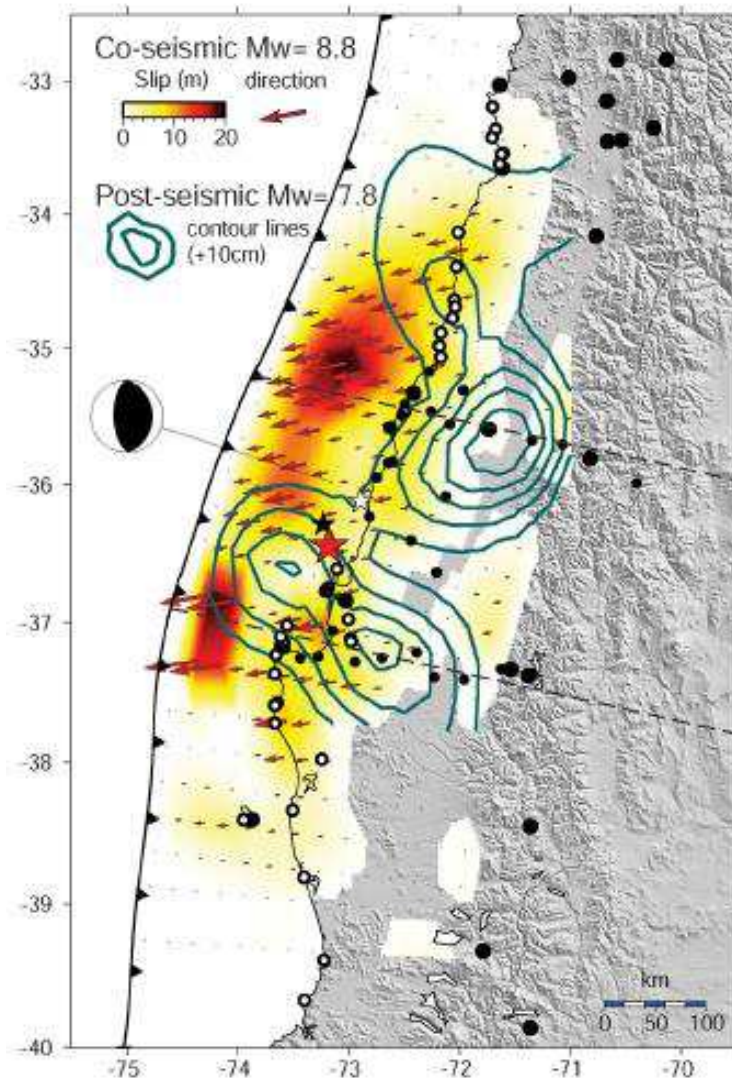 Co-seismic Mw= 8.8
Slip (m) direction
0 10 20
Post-seismic Mw= 7.8
contour lines
(+10cm)
-33
-34
-35
-36
-37
-38
-39
-40
km
0 50 100
-75 -74 -73 -72 -71 -70